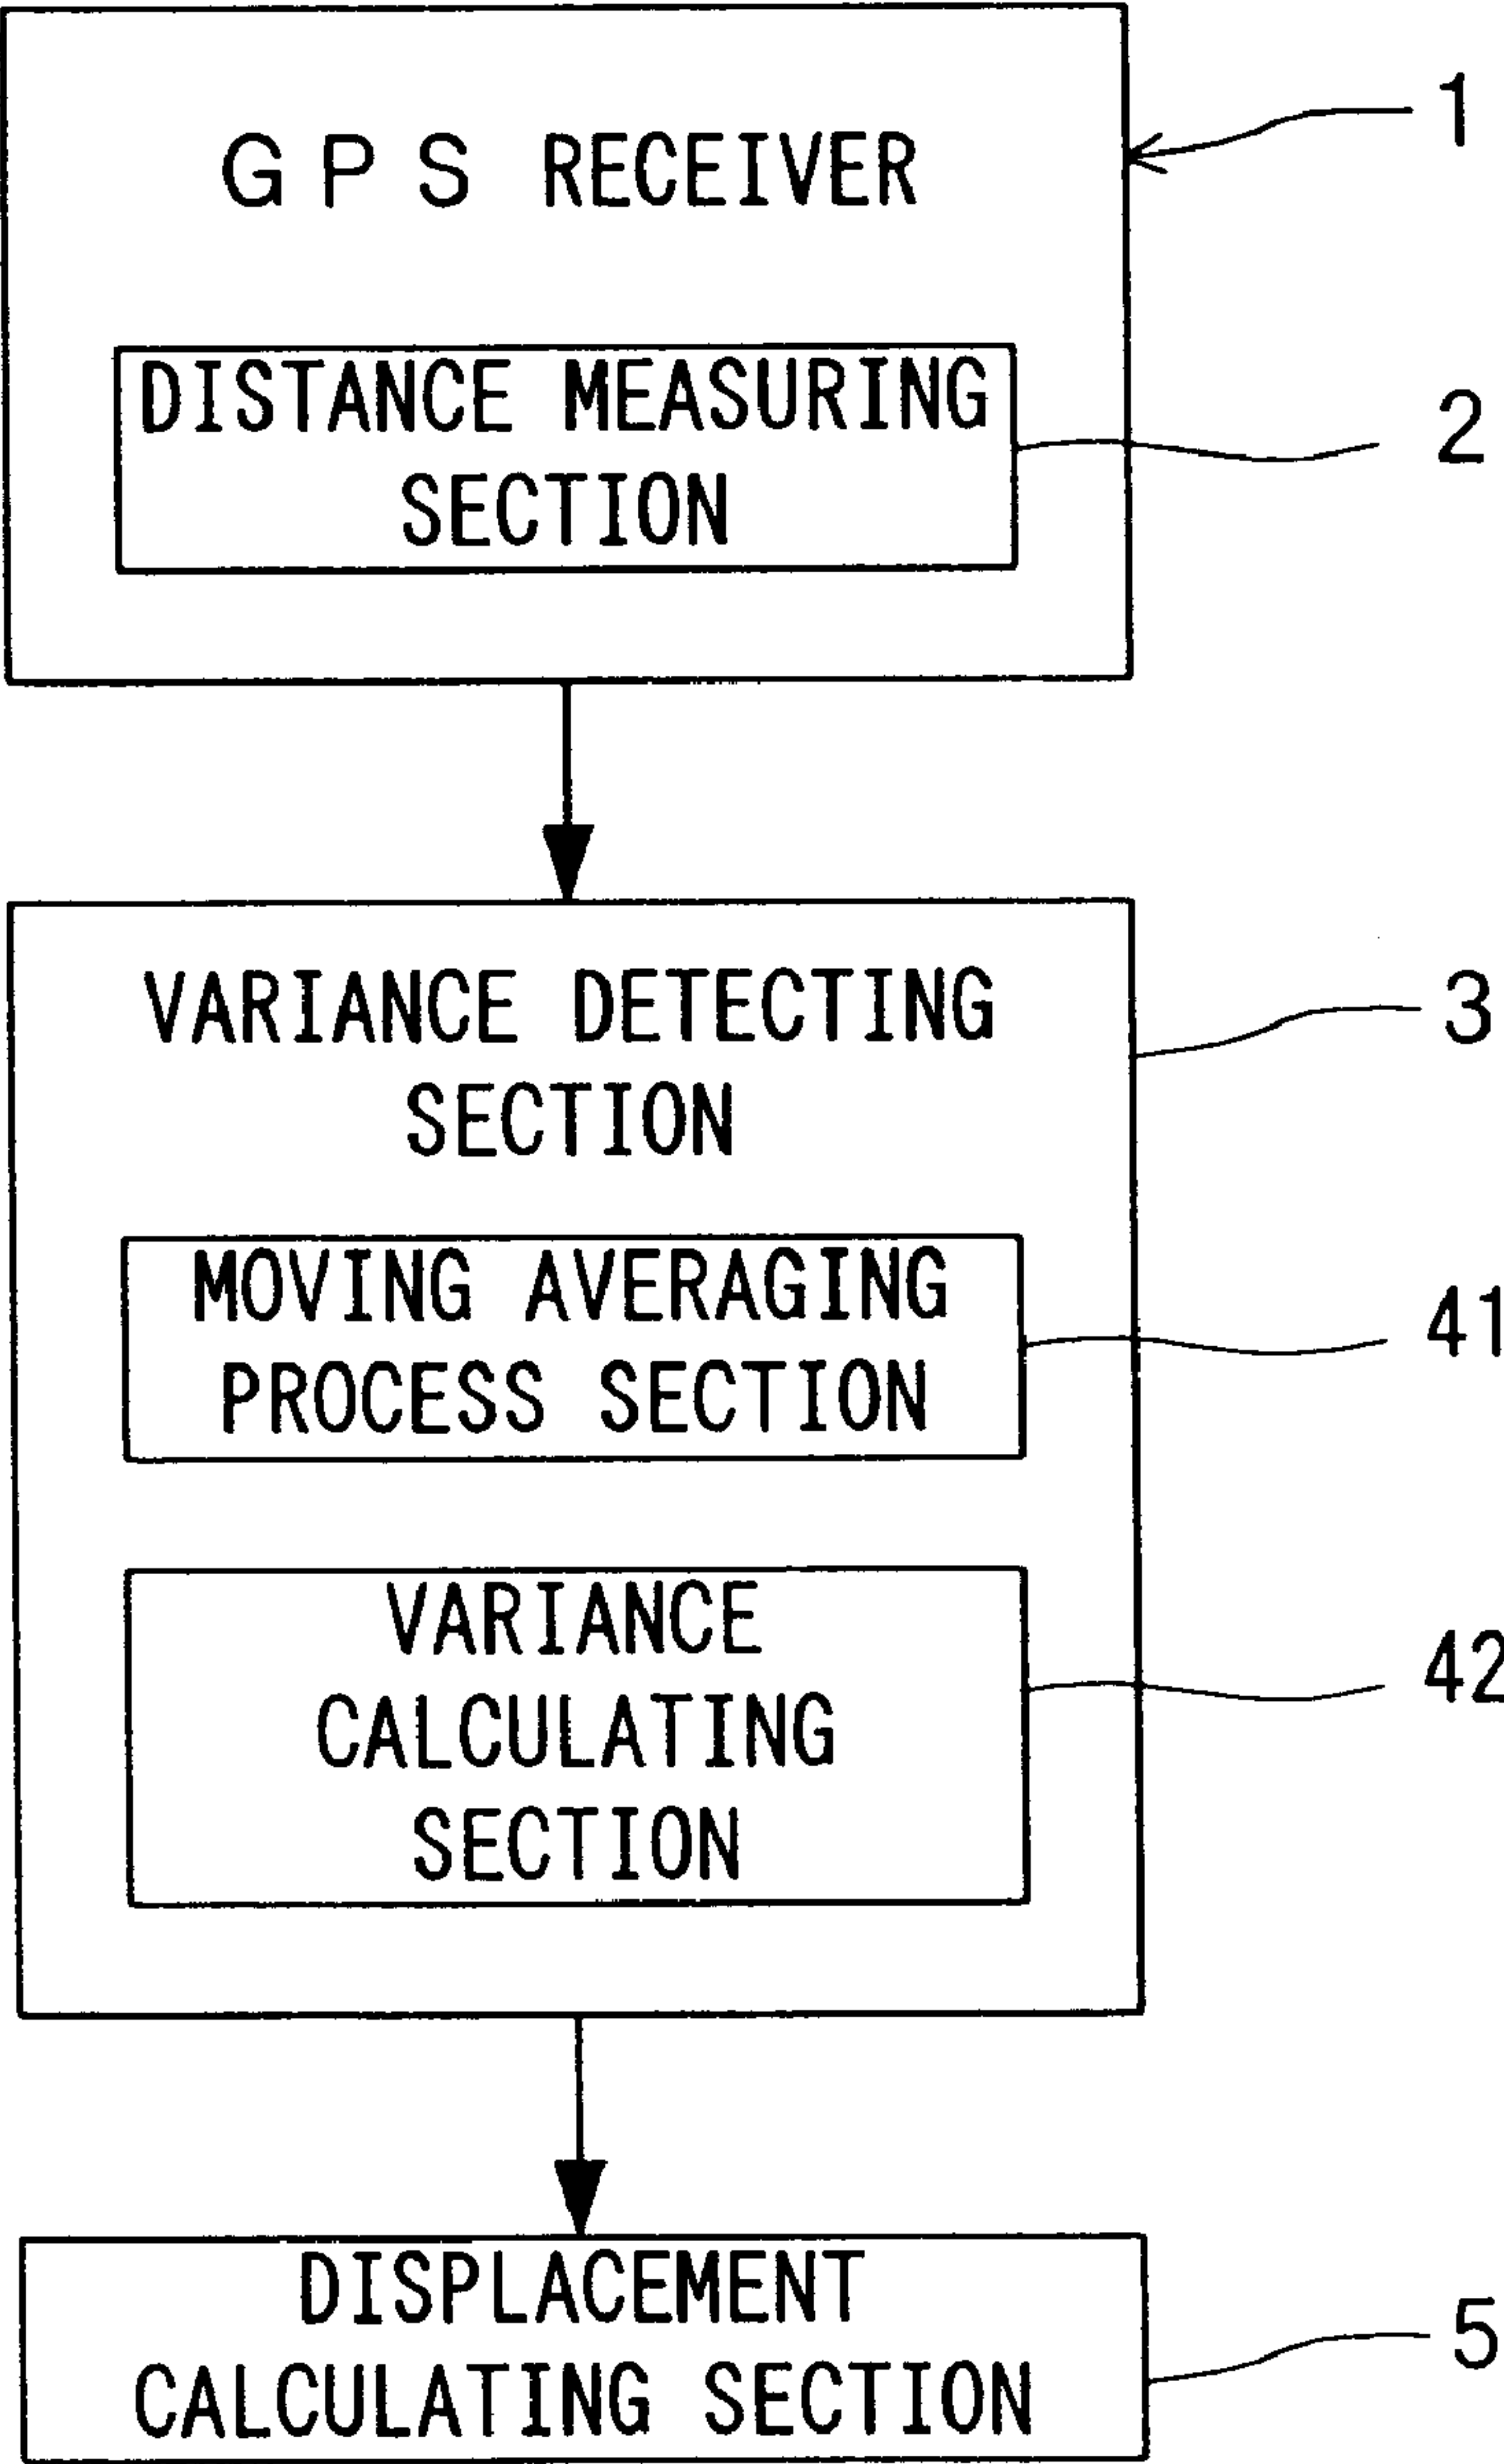 GPS RECEIVER
1
DISTANCE MEASURING
SECTION
2
VARIANCE DETECTING
SECTION
3
MOVING AVERAGING
PROCESS SECTION
41
VARIANCE
CALCULATING
SECTION
42
DISPLACEMENT
CALCULATING SECTION
5